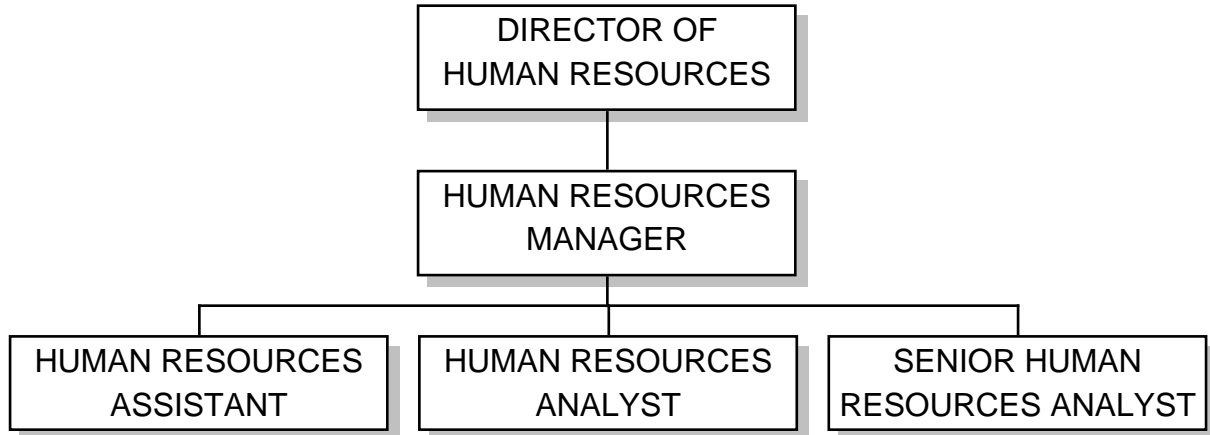 DIRECTOR OF
HUMAN RESOURCES
HUMAN RESOURCES
MANAGER
HUMAN RESOURCES
ASSISTANT
HUMAN RESOURCES
ANALYST
SENIOR HUMAN
RESOURCES ANALYST